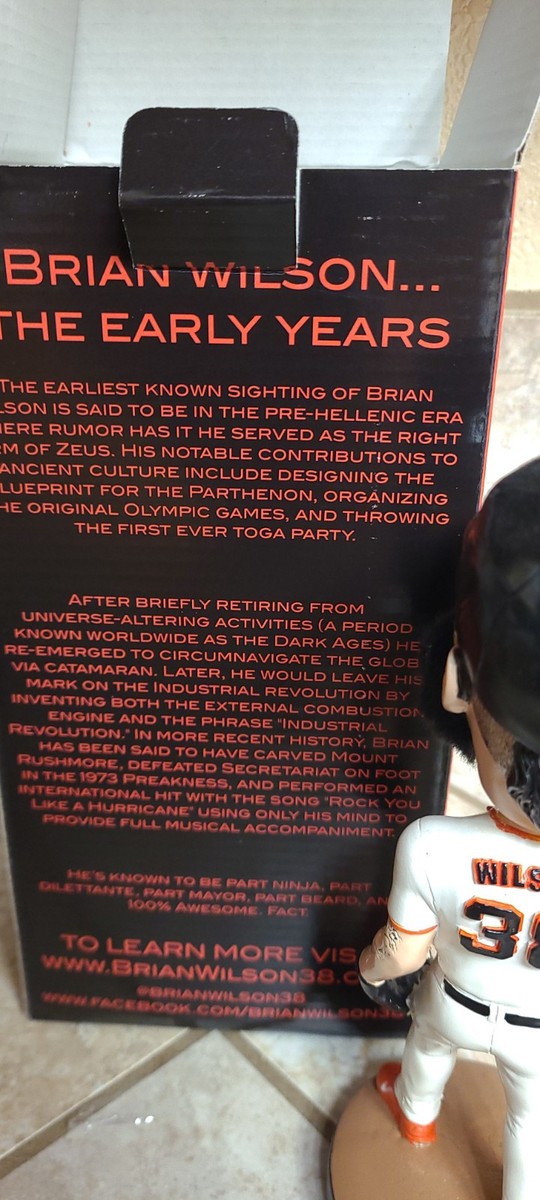 BRIAN WILSON...
THE EARLY YEARS
THE EARLIEST KNOWN SIGHTING OF BRIAN
LSON IS SAID TO BE IN THE PRE-HELLENIC ERA
HERE RUMOR HAS IT HE SERVED AS THE RIGHT
RM OF ZEUS. HIS NOTABLE CONTRIBUTIONS TO
ANCIENT CULTURE INCLUDE DESIGNING THE
LUEPRINT FOR THE PARTHENON, ORGANIZING
HE ORIGINAL OLYMPIC GAMES, AND THROWING
THE FIRST EVER TOGA PARTY.
AFTER BRIEFLY RETIRING FROM
UNIVERSE-ALTERING ACTIVITIES (A PERIOD
KNOWN WORLDWIDE AS THE DARK AGES) HE
RE-EMERGED TO CIRCUMNAVIGATE THE GLOB
VIA CATAMARAN. LATER, HE WOULD LEAVE HIS
MARK ON THE INDUSTRIAL REVOLUTION BY
INVENTING BOTH THE EXTERNAL COMBUSTION
ENGINE AND THE PHRASE "INDUSTRIAL
REVOLUTION." IN MORE RECENT HISTORY, BRIAN
HAS BEEN SAID TO HAVE CARVED MOUNT
RUSHMORE, DEFEATED SECRETARIAT ON FOOT
IN THE 1973 PREAKNESS, AND PERFORMED AN
INTERNATIONAL HIT WITH THE SONG "ROCK YOU
LIKE A HURRICANE" USING ONLY HIS MIND TO
PROVIDE FULL MUSICAL ACCOMPANIMENT.
HE'S KNOWN TO BE PART NINJA, PART
DILETTANTE, PART MAYOR, PART BEARD, AN
100% AWESOME. FACT.
TO LEARN MORE VIS
WWW.BRIANWILSON38.C
@BRIANWILSON38
WWW.FACEBOOK.COM/BRIANWILSON38
WILS
38